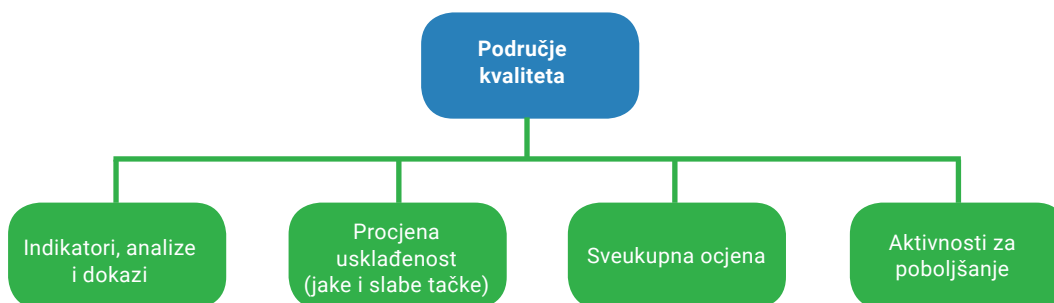 Područje
kvaliteta
Indikatori, analize
i dokazi
Procjena
usklađenost
(jake i slabe tačke)
Sveukupna ocjena
Aktivnosti za
poboljšanje